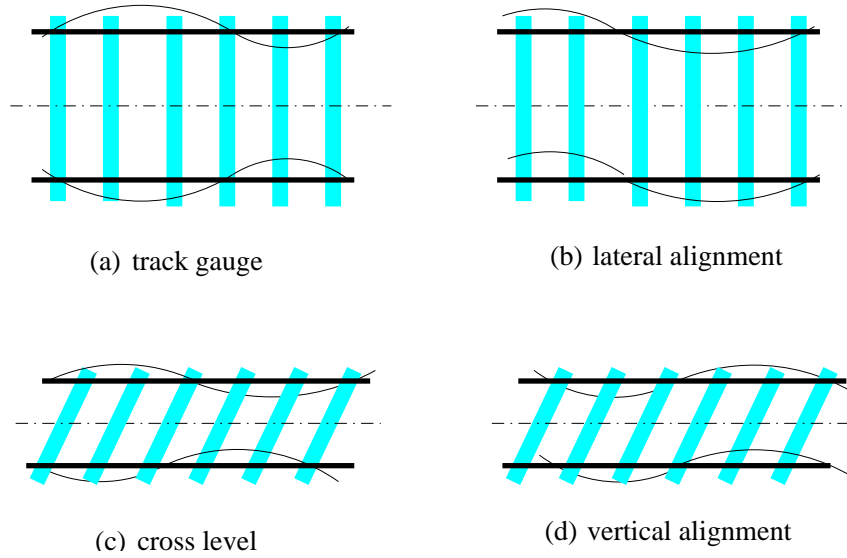 (a) track gauge
(b) lateral alignment
(c) cross level
(d) vertical alignment